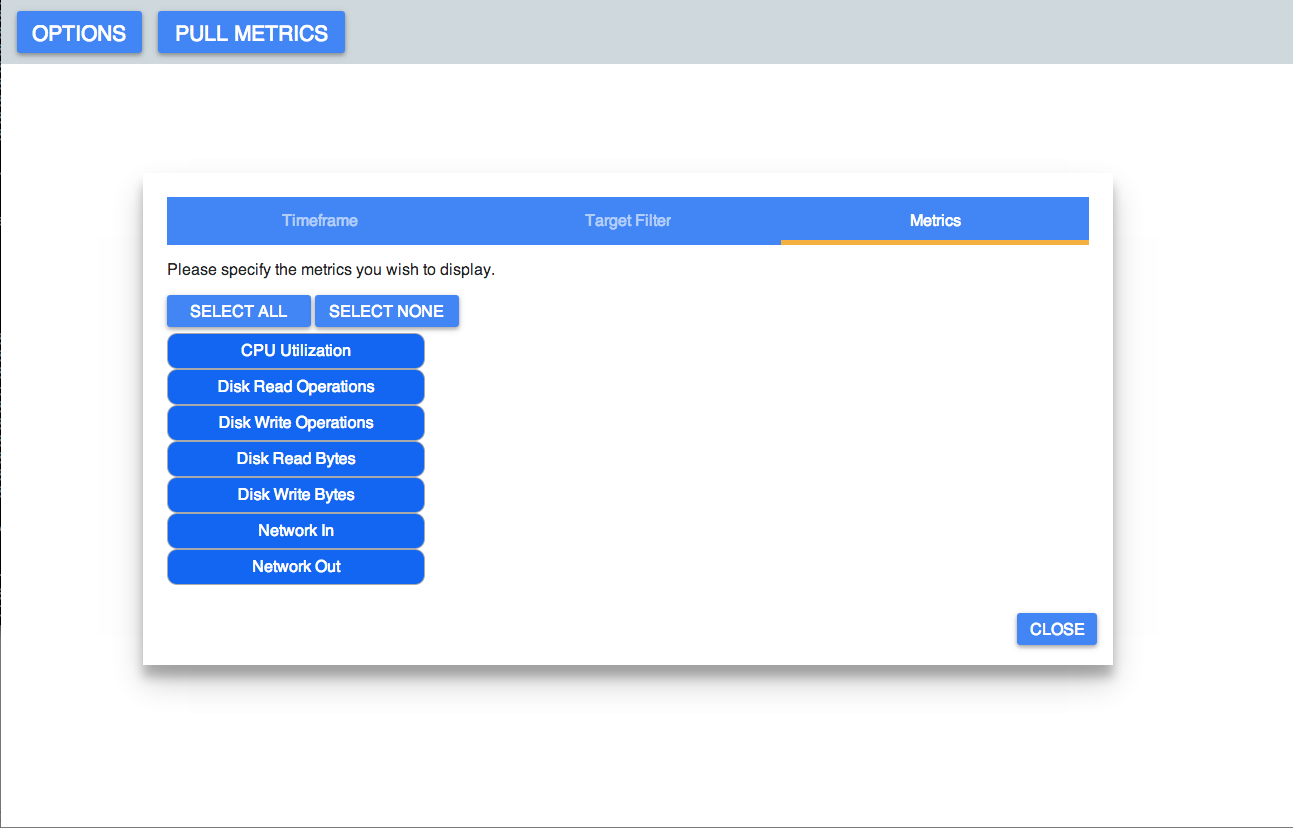 OPTIONS PULL METRICS
Timeframe Target Filter Metrics
Please specify the metrics you wish to display.
SELECT ALL SELECT NONE
CPU Utilization
Disk Read Operations
Disk Write Operations
Disk Read Bytes
Disk Write Bytes
Network In
Network Out
CLOSE